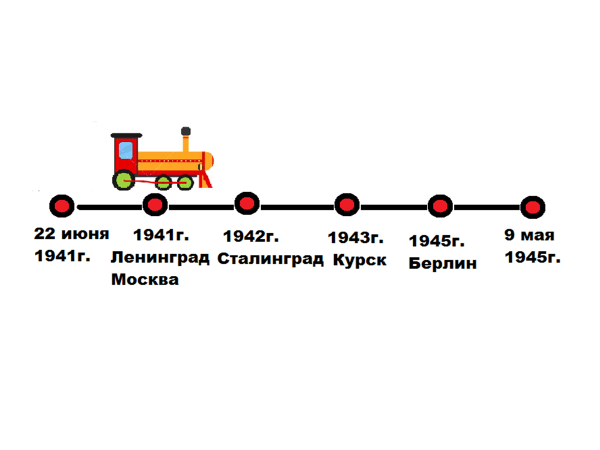 22 июня
1941г.
1941г.
Ленинград
Москва
1942г.
Сталинград
1943г.
Курск
1945г.
Берлин
9 мая
1945г.